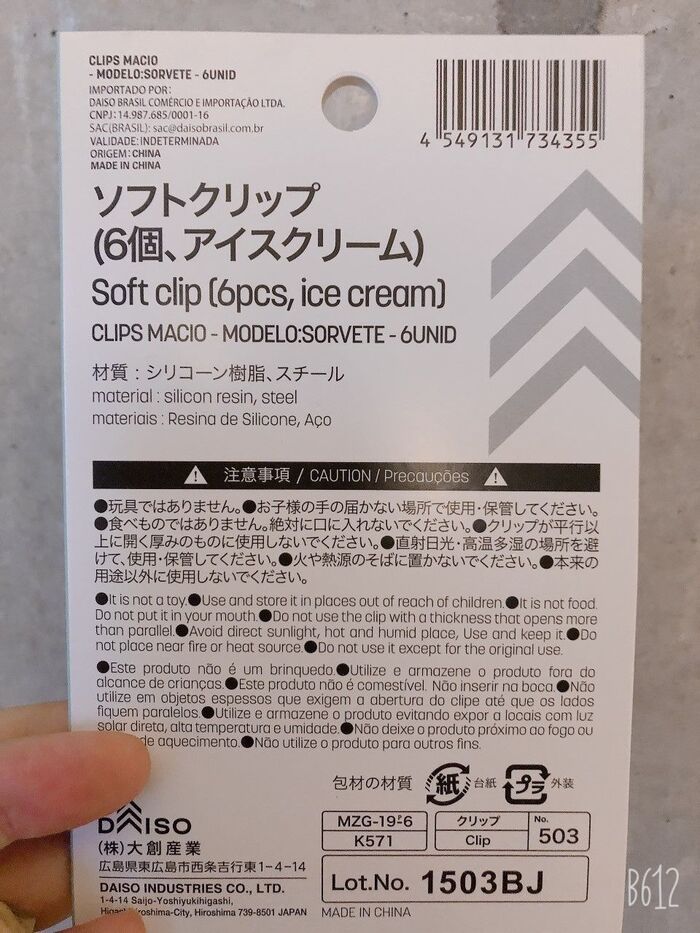 CLIPS MACIO
- MODELO:SORVETE - 6UNID
IMPORTADO POR:
DAISO BRASIL COMÉRCIO E IMPORTAÇÃO LTDA.
CNPJ: 14.987.685/0001-16
SAC(BRASIL): sac@daisobrasil.com.br
VALIDADE: INDETERMINADA
ORIGEM: CHINA
MADE IN CHINA
4 549131 734355
ソフトクリップ
(6個、アイスクリーム)
Soft clip (6pcs, ice cream)
CLIPS MACIO - MODELO:SORVETE - 6UNID
材質：シリコーン樹脂、スチール
material : silicon resin, steel
materiais : Resina de Silicone, Aço
注意事項 / CAUTION / Precauções
●玩具ではありません。●お子様の手の届かない場所で使用・保管してください。
●食べものではありません。絶対に口に入れないでください。●クリップが平行以
上に開く厚みのものに使用しないでください。●直射日光・高温多湿の場所を避
けて、使用・保管してください。●火や熱源のそばに置かないでください。●本来の
用途以外に使用しないでください。
●It is not a toy.●Use and store it in places out of reach of children.●It is not food.
Do not put it in your mouth.●Do not use the clip with a thickness that opens more
than parallel.●Avoid direct sunlight, hot and humid place, Use and keep it.●Do
not place near fire or heat source.●Do not use it except for the original use.
●Este produto não é um brinquedo.●Utilize e armazene o produto fora do
alcance de crianças.●Este produto não é comestível. Não inserir na boca.●Não
utilize em objetos espessos que exigem a abertura do clipe até que os lados
fiquem paralelos.●Utilize e armazene o produto evitando expor a locais com luz
solar direta, alta temperatura e umidade.●Não deixe o produto próximo ao fogo ou
de aquecimento.●Não utilize o produto para outros fins.
包材の材質 紙 台紙 プラ 外装
DAISO
(株)大創産業
広島県東広島市西条吉行東1-4-14
DAISO INDUSTRIES CO., LTD.
1-4-14 Saijo-Yoshiyukihigashi,
Higashihiroshima-City, Hiroshima 739-8501 JAPAN
MZG-19-6
K571
クリップ
Clip
No.
503
Lot.No. 1503BJ
MADE IN CHINA
B612